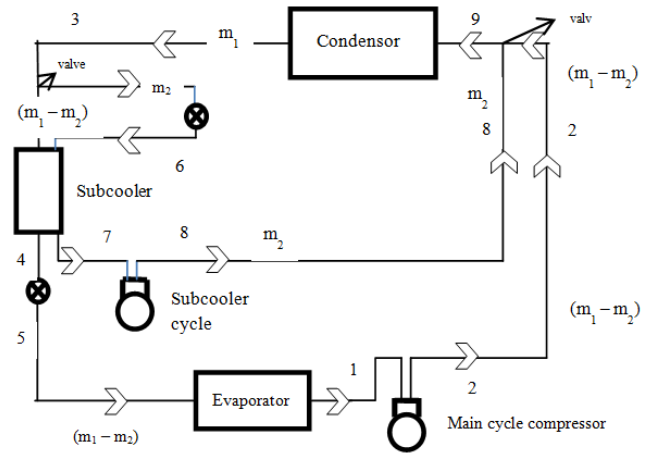 3
m1
Condensor
9
valv
valve
m2
(m1 – m2)
(m1 – m2)
m2
8
2
6
Subcooler
7
8
m2
4
Subcooler
cycle
(m1 – m2)
5
1
Evaporator
2
Main cycle compressor
(m1 – m2)